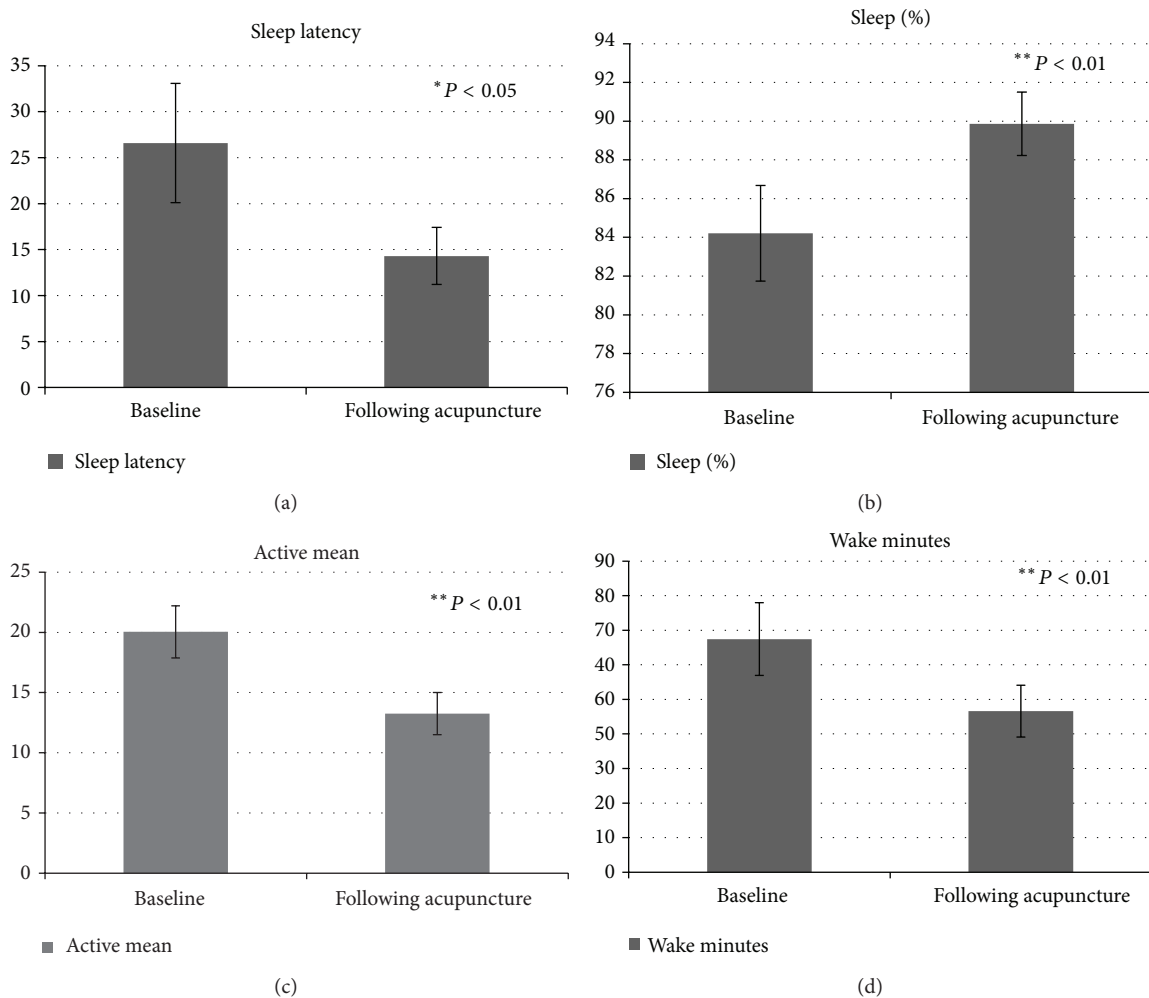 Sleep latency
35
30
25
20
15
10
5
0
* P < 0.05
Baseline
Following acupuncture
Sleep latency
(a)
Sleep (%)
94
92
90
88
86
84
82
80
78
76
** P < 0.01
Baseline
Following acupuncture
Sleep (%)
(b)
Active mean
25
20
15
10
5
0
** P < 0.01
Baseline
Following acupuncture
Active mean
(c)
Wake minutes
90
80
70
40
60
50
30
20
10
0
** P < 0.01
Baseline
Following acupuncture
Wake minutes
(d)